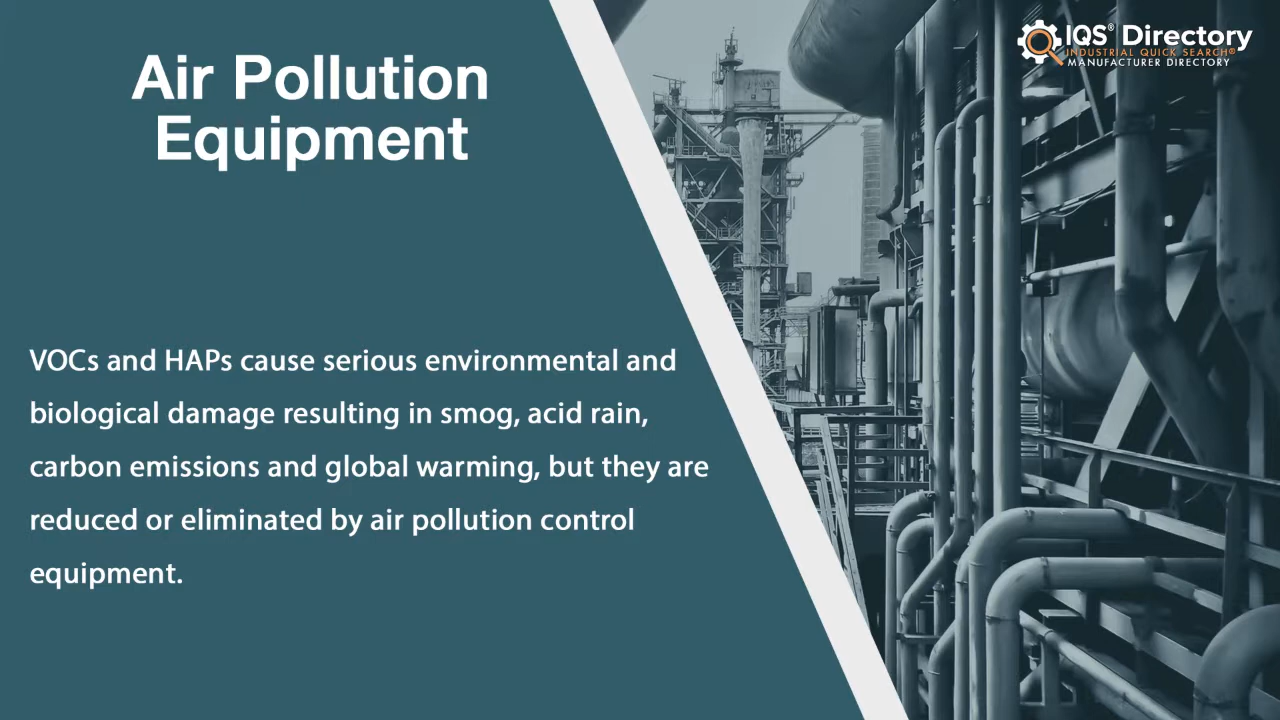 Air Pollution
Equipment
IQS® Directory
INDUSTRIAL QUICK SEARCH®
MANUFACTURER DIRECTORY
VOCs and HAPs cause serious environmental and
biological damage resulting in smog, acid rain,
carbon emissions and global warming, but they are
reduced or eliminated by air pollution control
equipment.